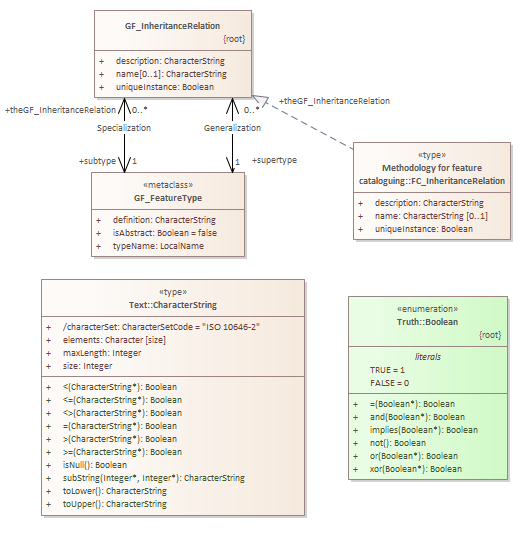 GF_InheritanceRelation
{root}
+ description: CharacterString
+ name[0..1]: CharacterString
+ uniqueInstance: Boolean
+theGF_InheritanceRelation
0..*
0..*
+theGF_InheritanceRelation
Specialization
Generalization
+subtype
1
1
+supertype
«metaclass»
GF_FeatureType
+ definition: CharacterString
+ isAbstract: Boolean = false
+ typeName: LocalName
«type»
Methodology for feature
cataloguing::FC_InheritanceRelation
+ description: CharacterString
+ name: CharacterString [0..1]
+ uniqueInstance: Boolean
«type»
Text::CharacterString
+ /characterSet: CharacterSetCode = "ISO 10646-2"
+ elements: Character [size]
+ maxLength: Integer
+ size: Integer
+ <(CharacterString*): Boolean
+ <=(CharacterString*): Boolean
+ <>(CharacterString*): Boolean
+ =(CharacterString*): Boolean
+ >(CharacterString*): Boolean
+ >=(CharacterString*): Boolean
+ isNull(): Boolean
+ subString(Integer*, Integer*): CharacterString
+ toLower(): CharacterString
+ toUpper(): CharacterString
«enumeration»
Truth::Boolean
{root}
literals
TRUE = 1
FALSE = 0
+ =(Boolean*): Boolean
+ and(Boolean*): Boolean
+ implies(Boolean*): Boolean
+ not(): Boolean
+ or(Boolean*): Boolean
+ xor(Boolean*): Boolean